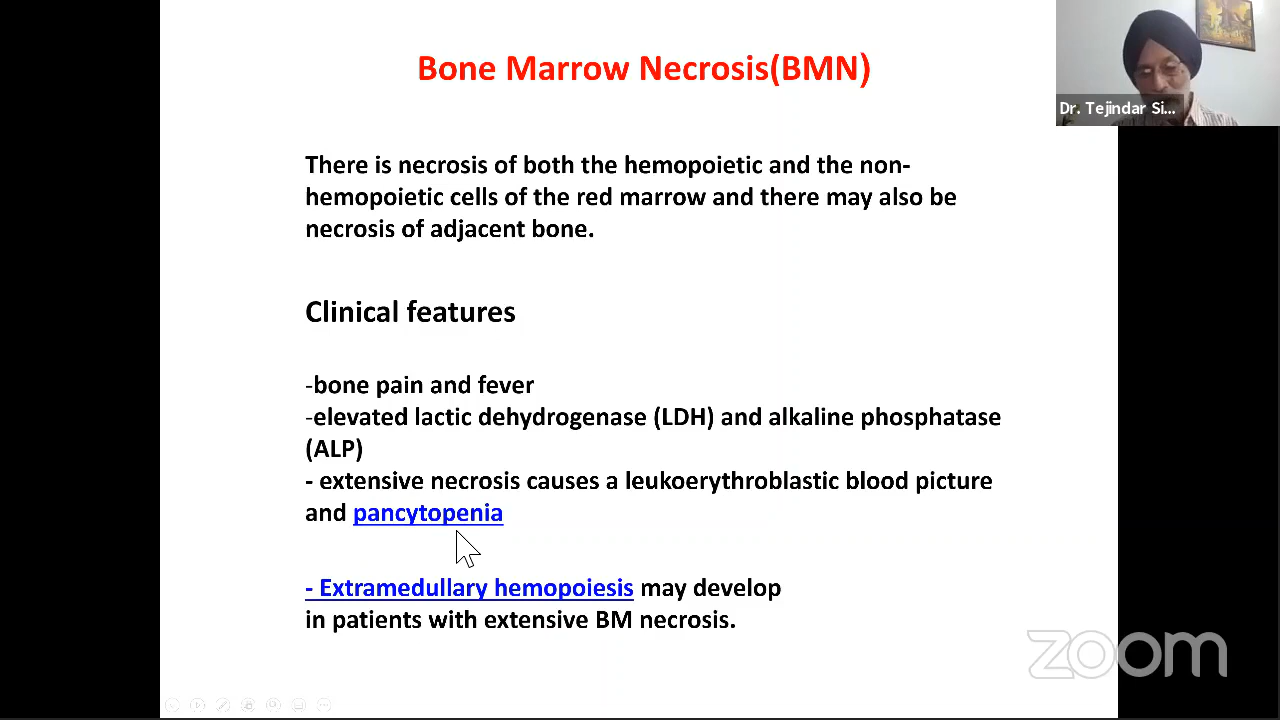 Bone Marrow Necrosis(BMN)
Dr. Tejindar Si...
There is necrosis of both the hemopoietic and the non-
hemopoietic cells of the red marrow and there may also be
necrosis of adjacent bone.
Clinical features
-bone pain and fever
-elevated lactic dehydrogenase (LDH) and alkaline phosphatase
(ALP)
- extensive necrosis causes a leukoerythroblastic blood picture
and pancytopenia
- Extramedullary hemopoiesis may develop
in patients with extensive BM necrosis.
zoom